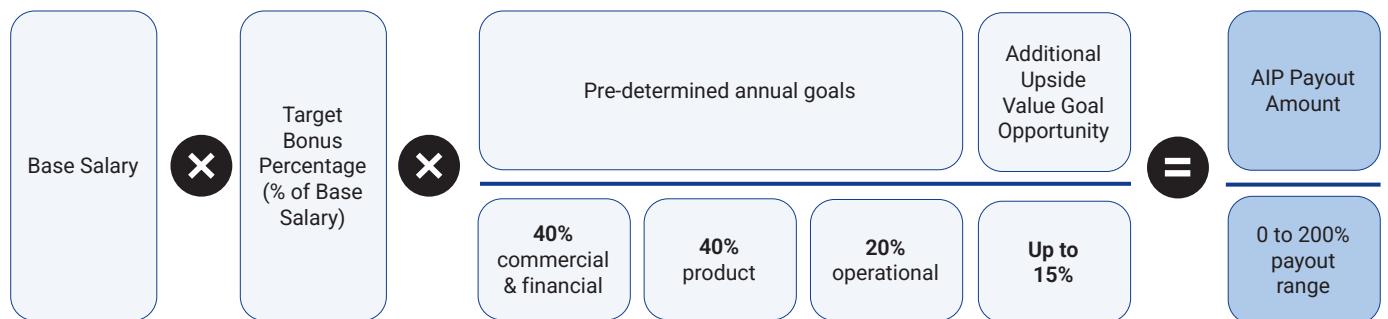 Base Salary
Target
Bonus
Percentage
(% of Base
Salary)
Pre-determined annual goals
Additional
Upside
Value Goal
Opportunity
AIP Payout
Amount
40%
commercial
& financial
40%
product
20%
operational
Up to
15%
0 to 200%
payout
range